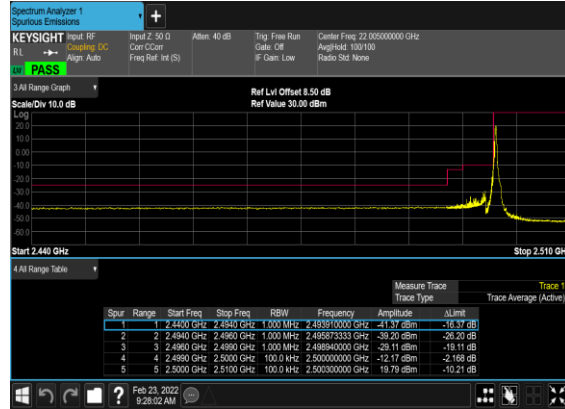 Spectrum Analyzer 1
Spurious Emissions
+
KEYSIGHT Input: RF Input Z: 50 Ω Atten: 40 dB Trig: Free Run Center Freq: 22.005000000 GHz
RL Coupling: DC Corr CCorr Gate: Off Avg|Hold: 100/100
Align: Auto Freq Ref: Int (S) IF Gain: Low Radio Std: None
PASS
3 All Range Graph
Ref Lvl Offset 8.50 dB
Scale/Div 10.0 dB Ref Value 30.00 dBm
Log
20.0
10.0
0.00
-10.0
-20.0
-30.0
-40.0
-50.0
-60.0
Start 2.440 GHz Stop 2.510 GHz
4 All Range Table
Measure Trace Trace 1
Trace Type Trace Average (Active)
Spur Range Start Freq Stop Freq RBW Frequency Amplitude ΔLimit
1 1 2.4400 GHz 2.4940 GHz 1.000 MHz 2.493910000 GHz -41.37 dBm -16.37 dB
2 2 2.4940 GHz 2.4960 GHz 1.000 MHz 2.495873333 GHz -39.20 dBm -26.20 dB
3 3 2.4960 GHz 2.4990 GHz 1.000 MHz 2.498940000 GHz -29.11 dBm -19.11 dB
4 4 2.4990 GHz 2.5000 GHz 100.0 kHz 2.500000000 GHz -12.17 dBm -2.168 dB
5 5 2.5000 GHz 2.5100 GHz 100.0 kHz 2.500300000 GHz 19.79 dBm -10.21 dB
? Feb 23, 2022
9:28:02 AM